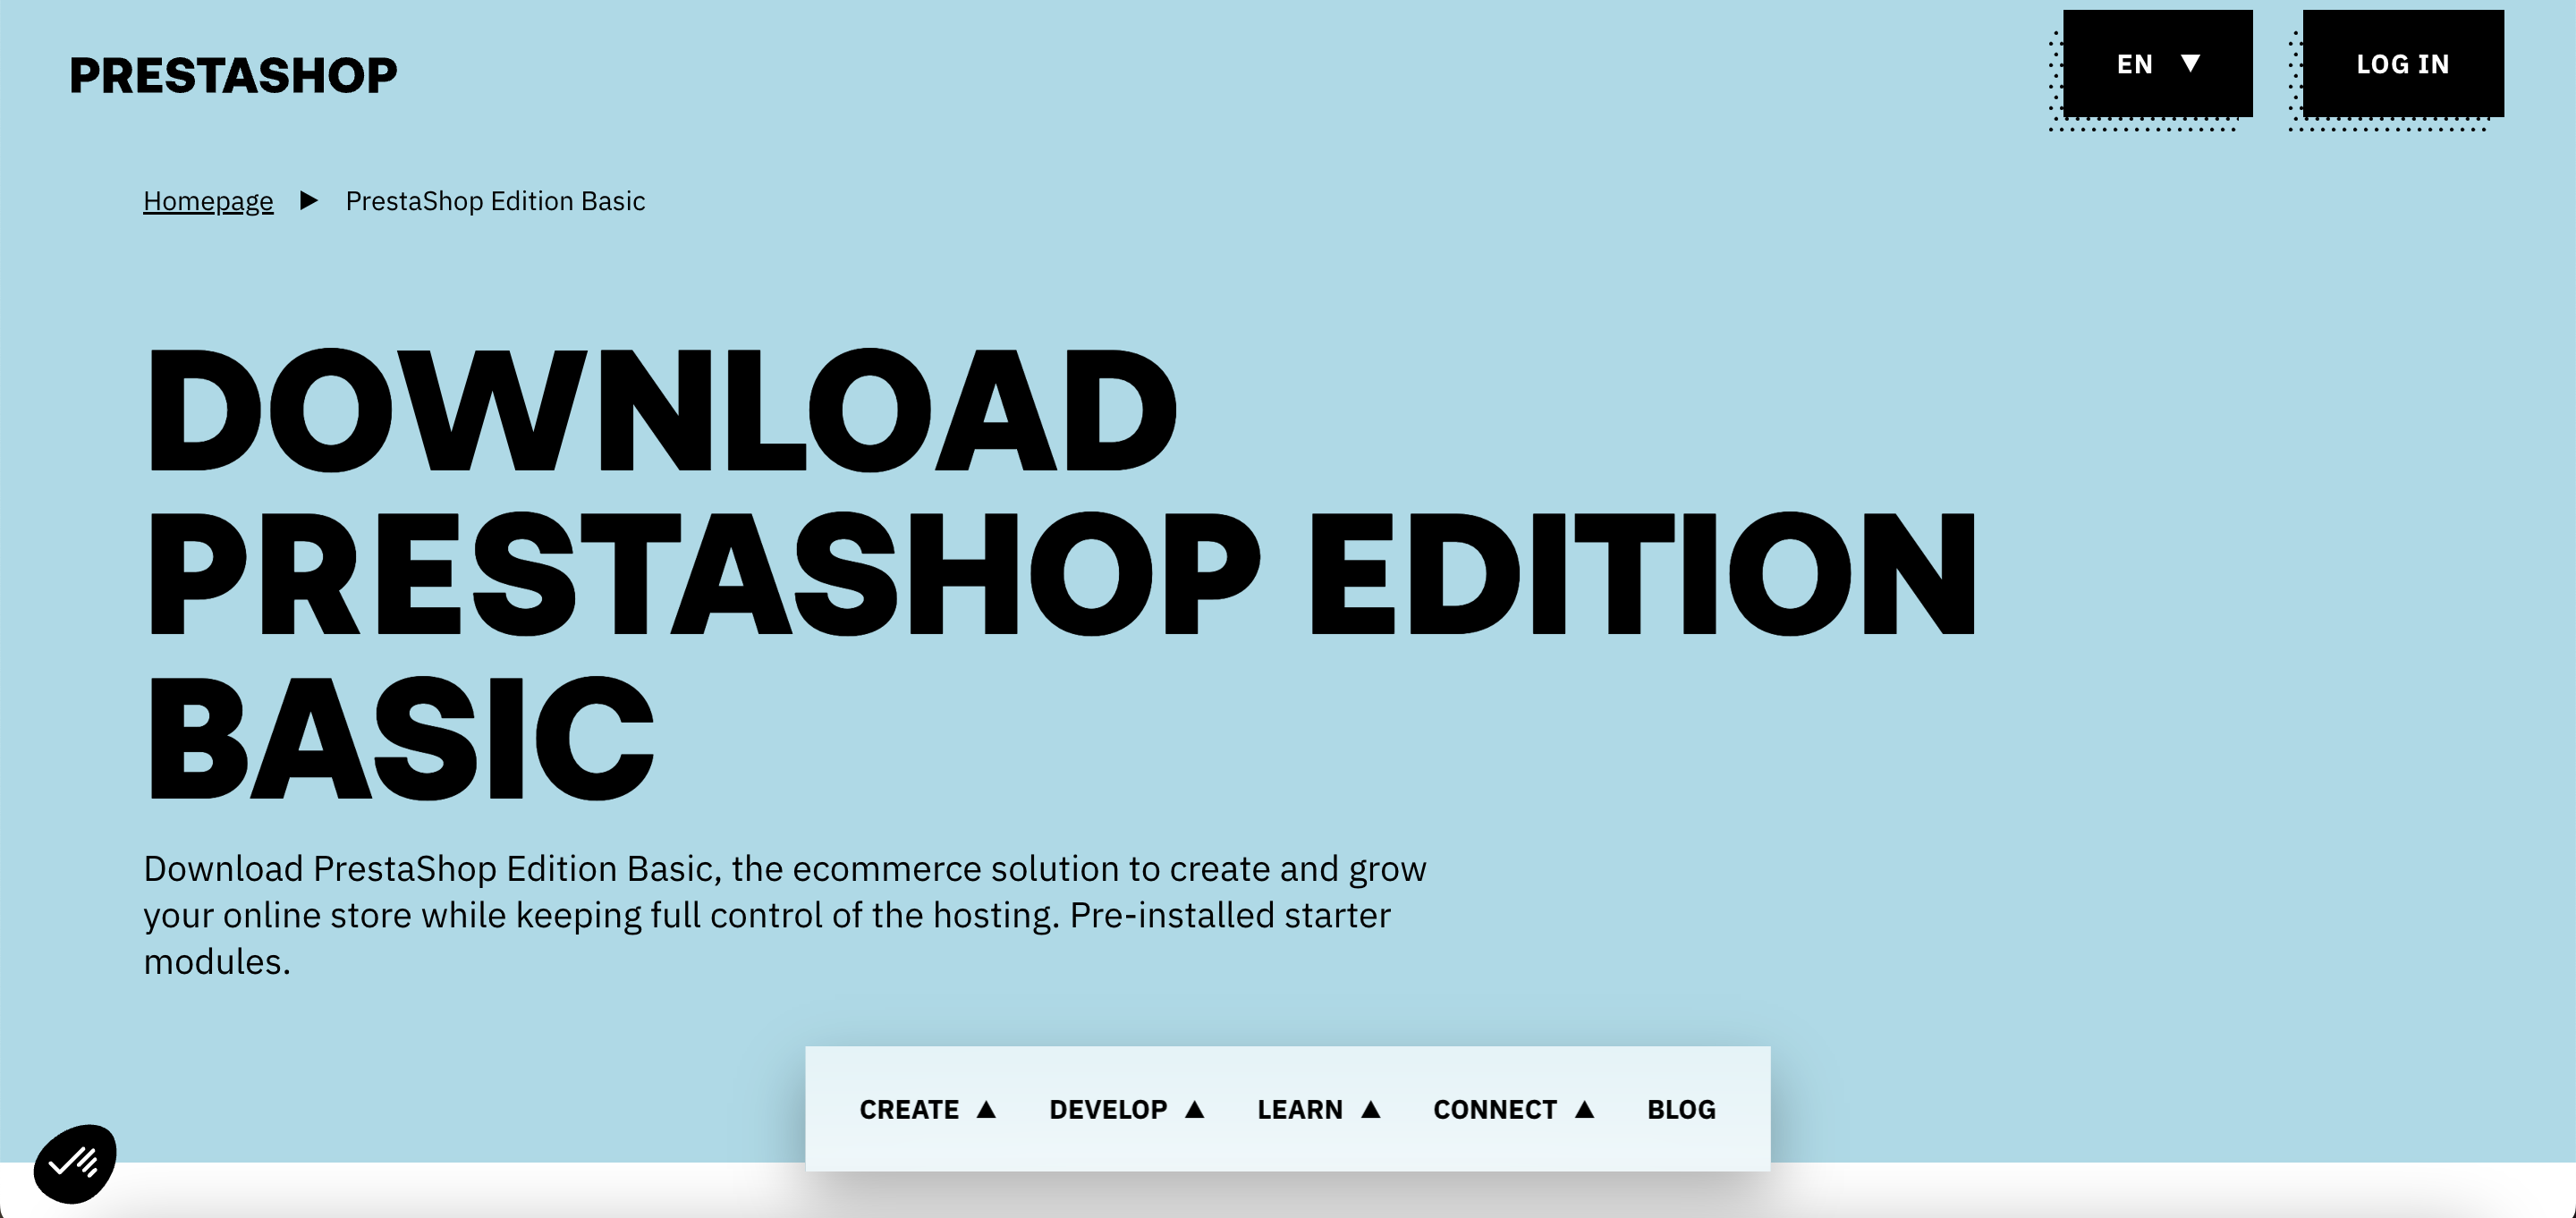 PRESTASHOP
EN
LOG IN
Homepage
PrestaShop Edition Basic
DOWNLOAD
PRESTASHOP EDITION
BASIC
Download PrestaShop Edition Basic, the ecommerce solution to create and grow
your online store while keeping full control of the hosting. Pre-installed starter
modules.
CREATE
DEVELOP
LEARN
CONNECT
BLOG